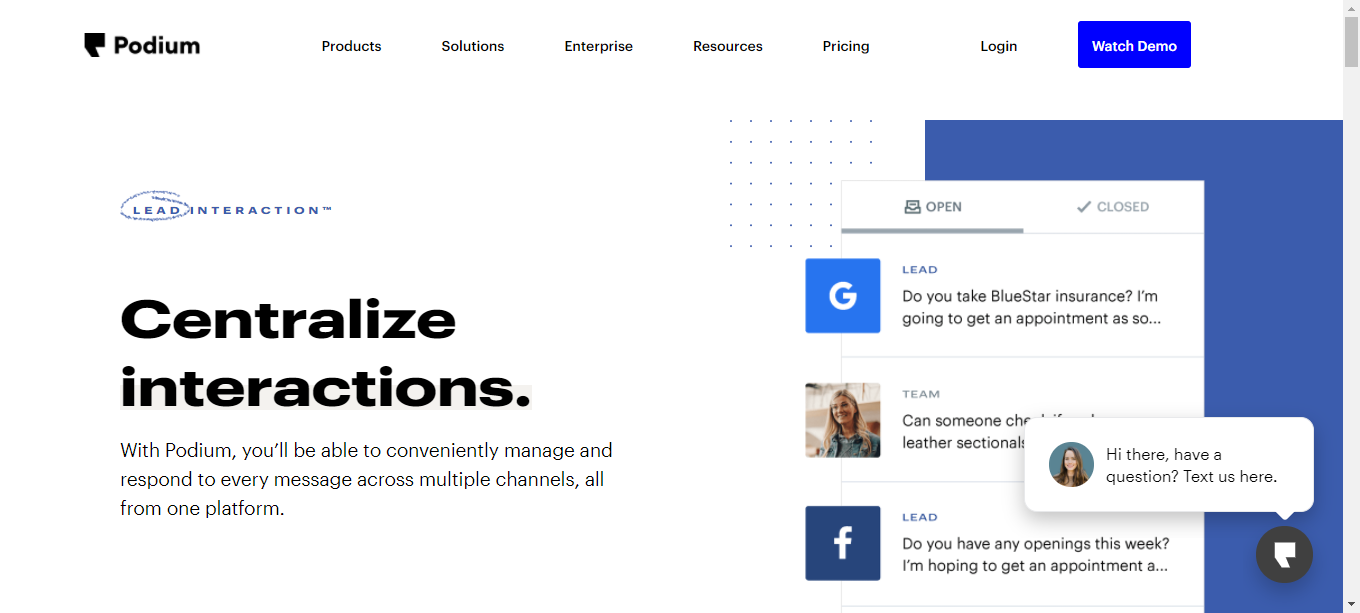 Podium
Products
Solutions
Enterprise
Resources
Pricing
Login
Watch Demo
LEAD INTERACTION™
Centralize
interactions.
With Podium, you’ll be able to conveniently manage and
respond to every message across multiple channels, all
from one platform.
OPEN
CLOSED
LEAD
Do you take BlueStar insurance? I’m
going to get an appointment as so...
TEAM
Can someone
leather sectionals
Hi there, have a
question? Text us here.
LEAD
Do you have any openings this week?
I’m hoping to get an appointment a...